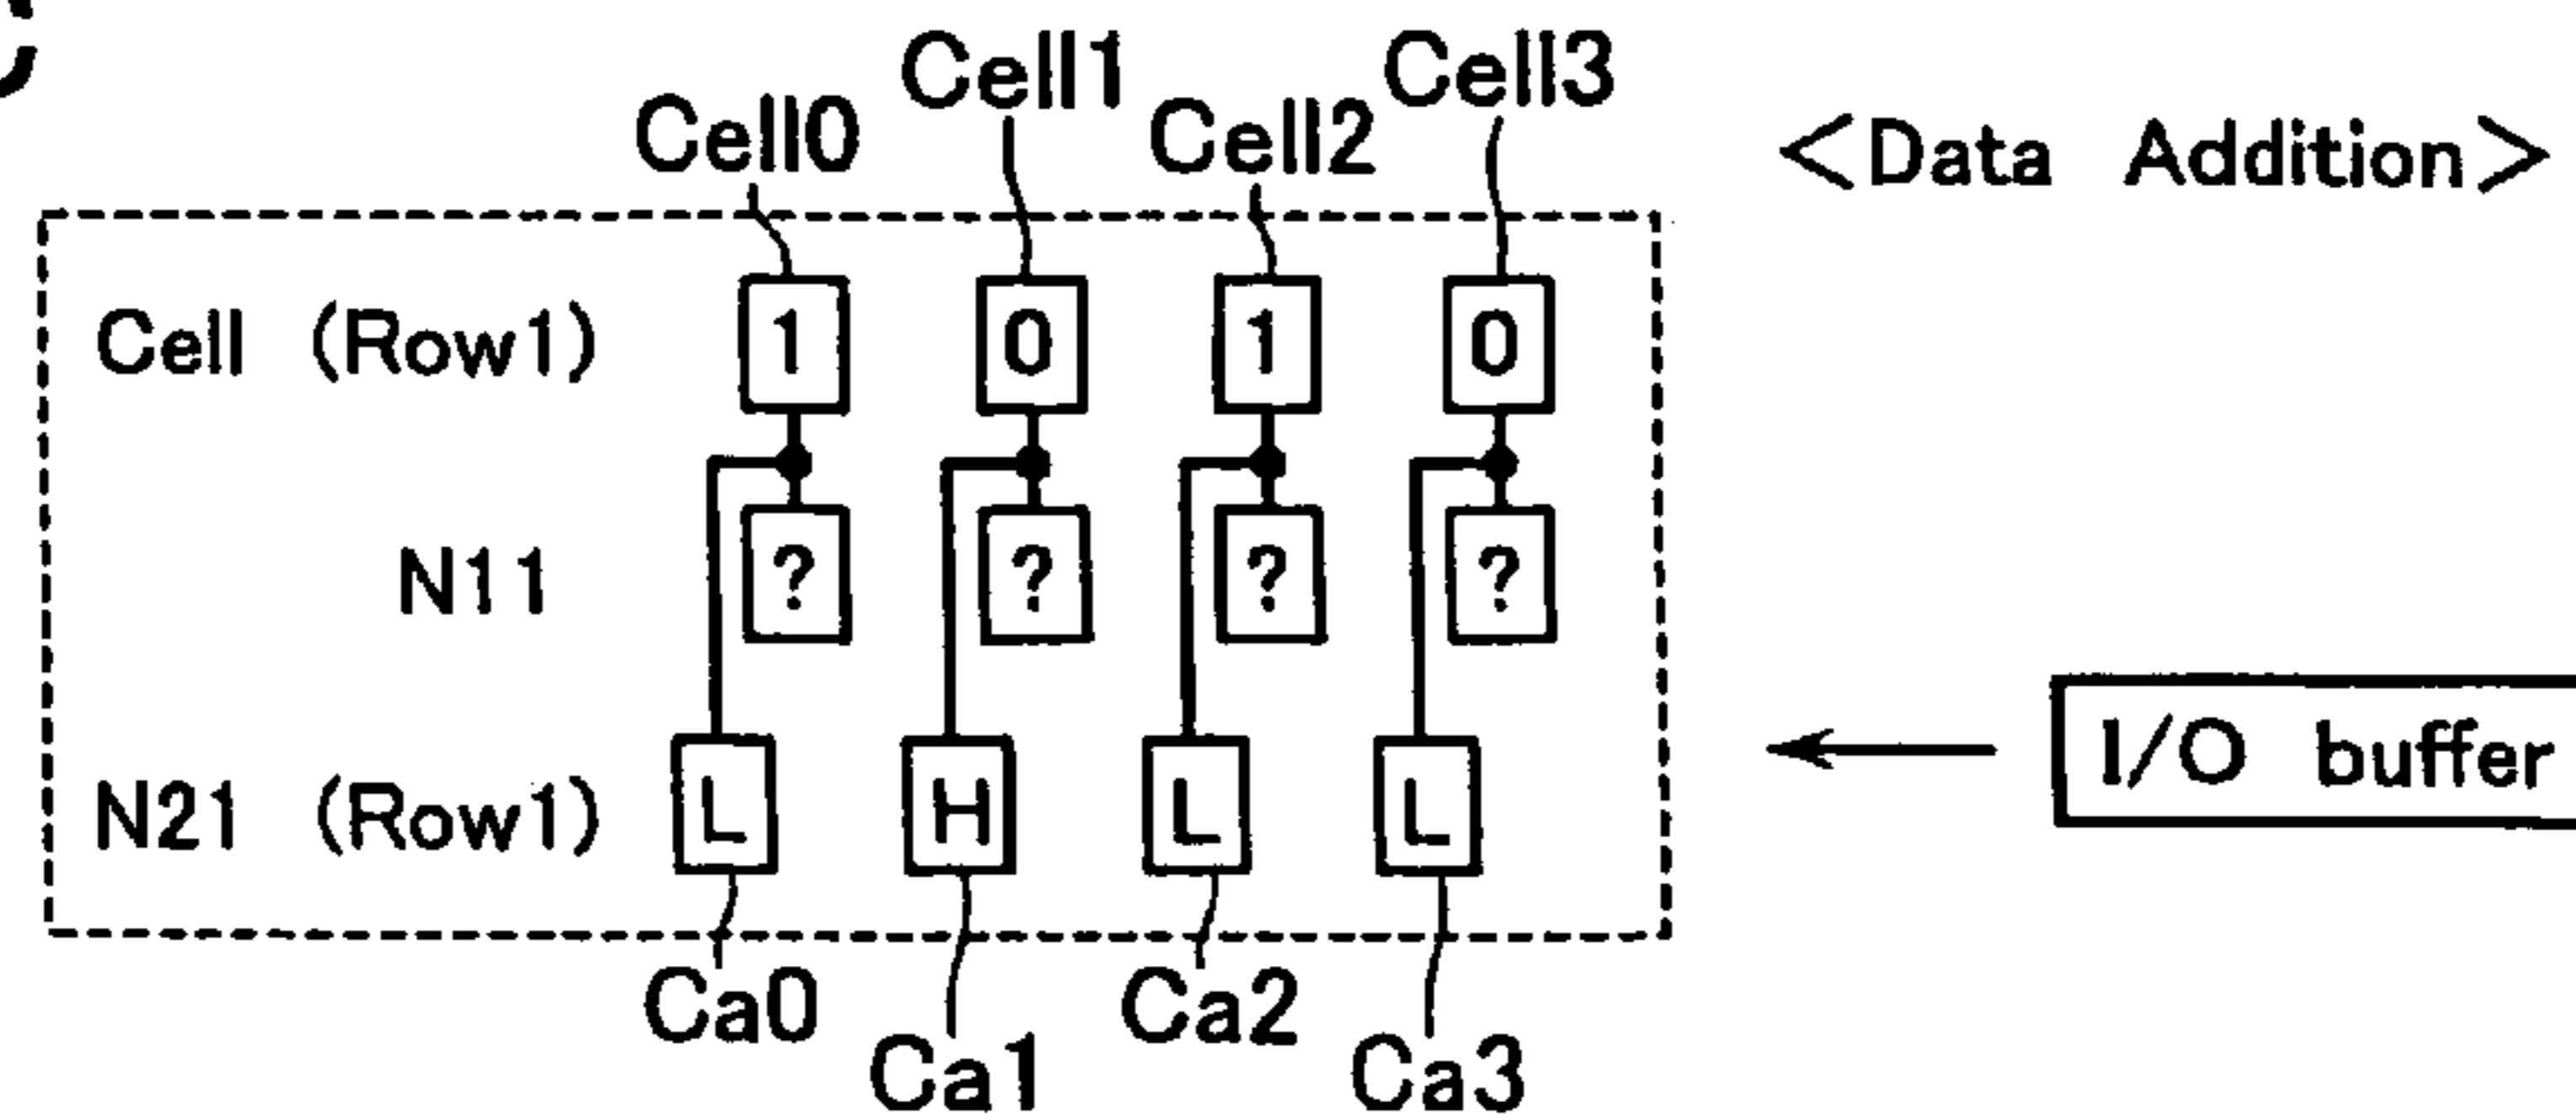 Cell0 Cell1 Cell2 Cell3
<Data Addition>
Cell (Row1) 1 0 1 0
N11 ? ? ? ?
N21 (Row1) L H L L
I/O buffer
Ca0 Ca1 Ca2 Ca3